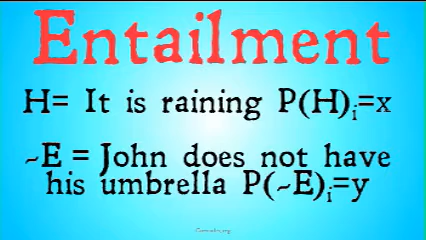 Entailment
H= It is raining P(H)i=x
~E = John does not have
his umbrella P(~E)i=y